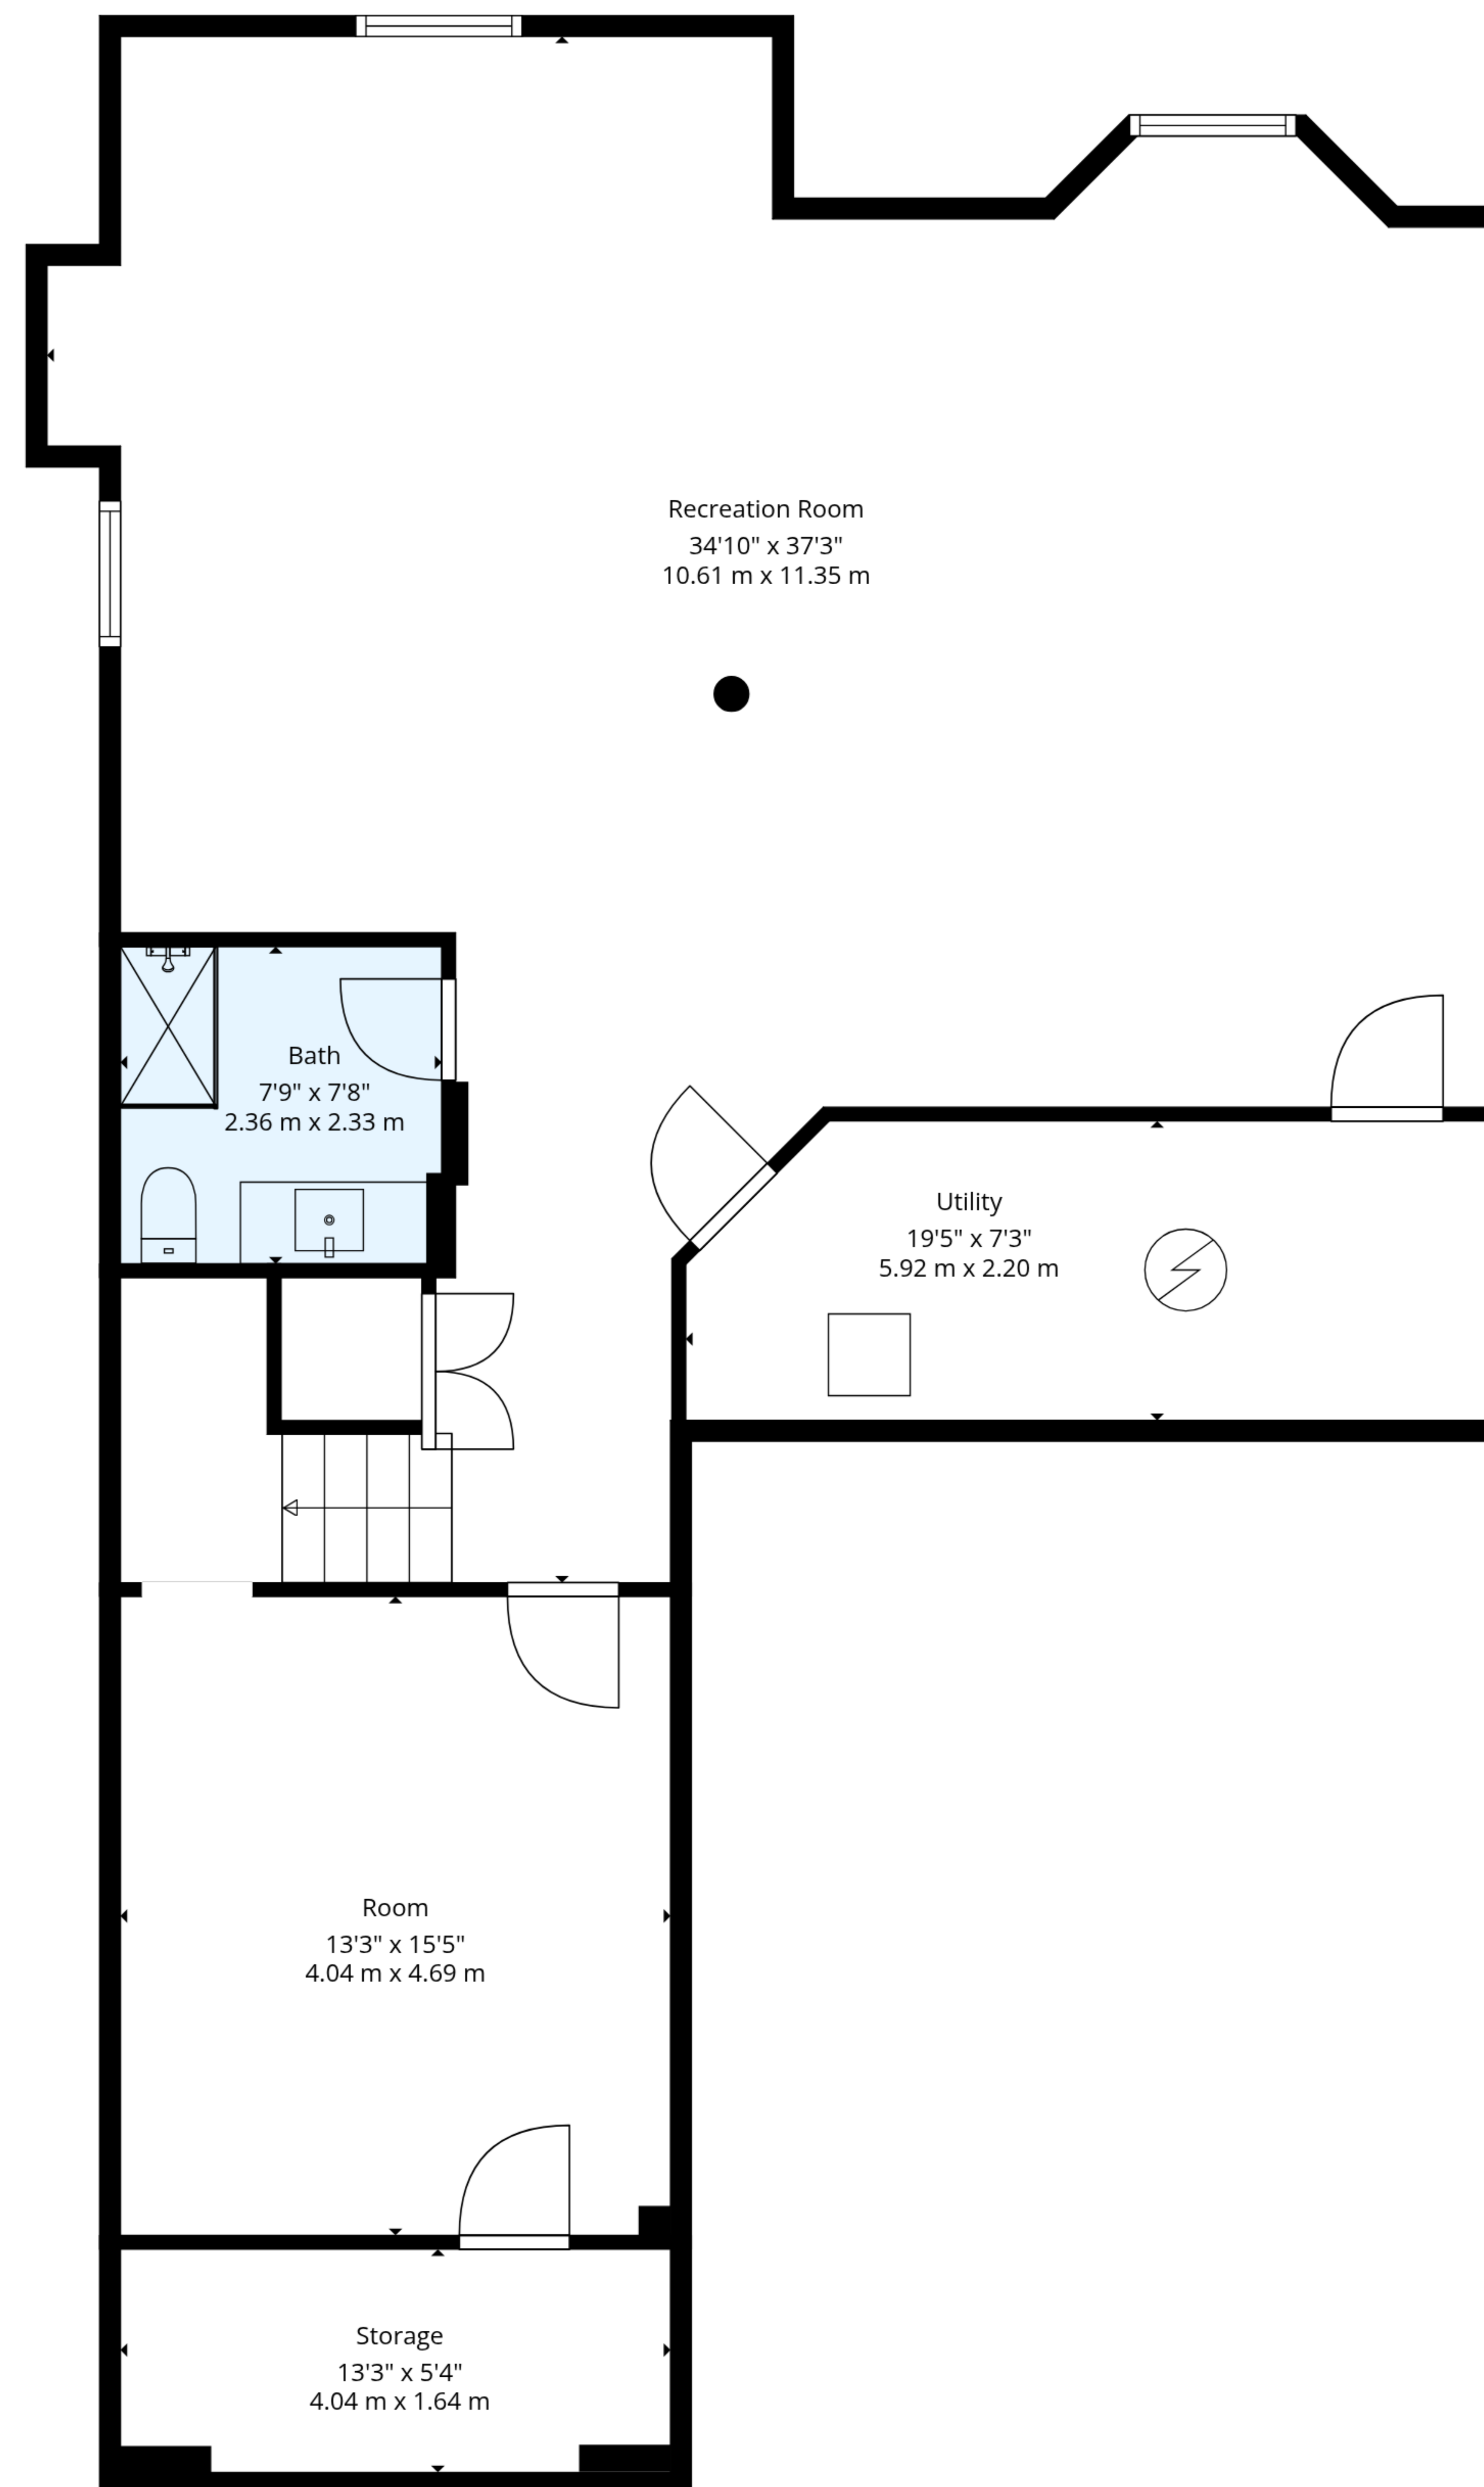 Recreation Room
34'10" x 37'3"
10.61 m x 11.35 m
Bath
7'9" x 7'8"
2.36 m x 2.33 m
Utility
19'5" x 7'3"
5.92 m x 2.20 m
Room
13'3" x 15'5"
4.04 m x 4.69 m
Storage
13'3" x 5'4"
4.04 m x 1.64 m